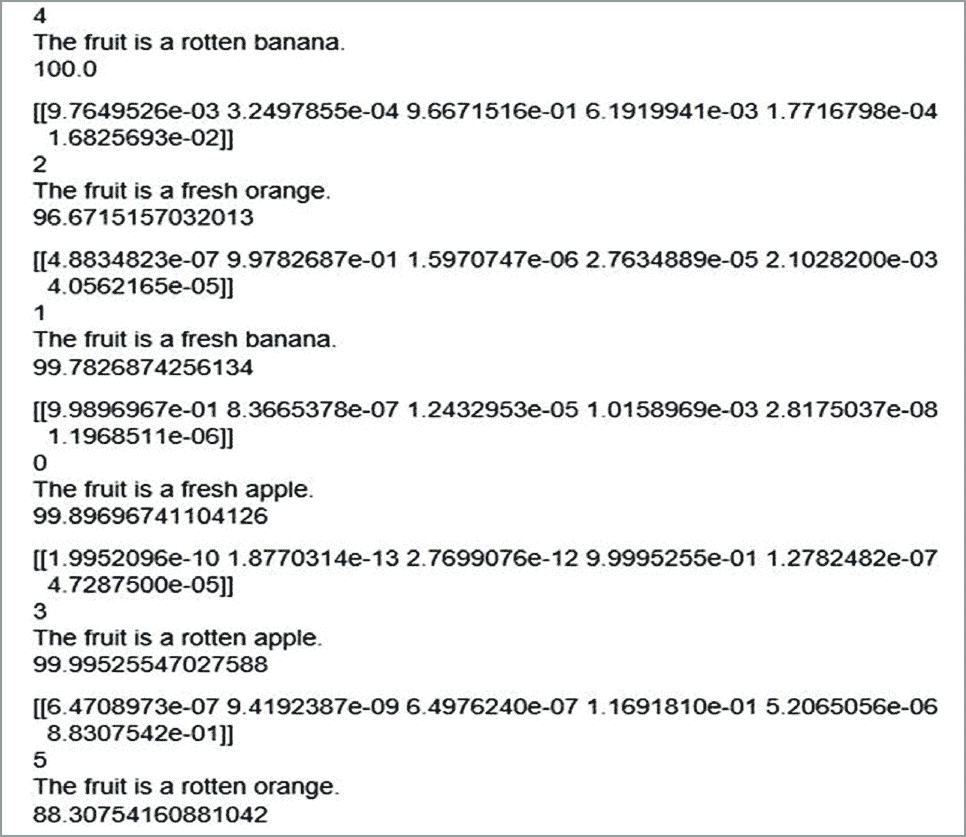 4
The fruit is a rotten banana.
100.0
[[9.7649526e-03 3.2497855e-04 9.6671516e-01 6.1919941e-03 1.7716798e-04
1.6825693e-02]]
2
The fruit is a fresh orange.
96.6715157032013
[[4.8834823e-07 9.9782687e-01 1.5970747e-06 2.7634889e-05 2.1028200e-03
4.0562165e-05]]
1
The fruit is a fresh banana.
99.7826874256134
[[9.9896967e-01 8.3665378e-07 1.2432953e-05 1.0158969e-03 2.8175037e-08
1.1968511e-06]]
0
The fruit is a fresh apple.
99.89696741104126
[[1.9952096e-10 1.8770314e-13 2.7699076e-12 9.9995255e-01 1.2782482e-07
4.7287500e-05]]
3
The fruit is a rotten apple.
99.99525547027588
[[6.4708973e-07 9.4192387e-09 6.4976240e-07 1.1691810e-01 5.2065056e-06
8.8307542e-01]]
5
The fruit is a rotten orange.
88.30754160881042